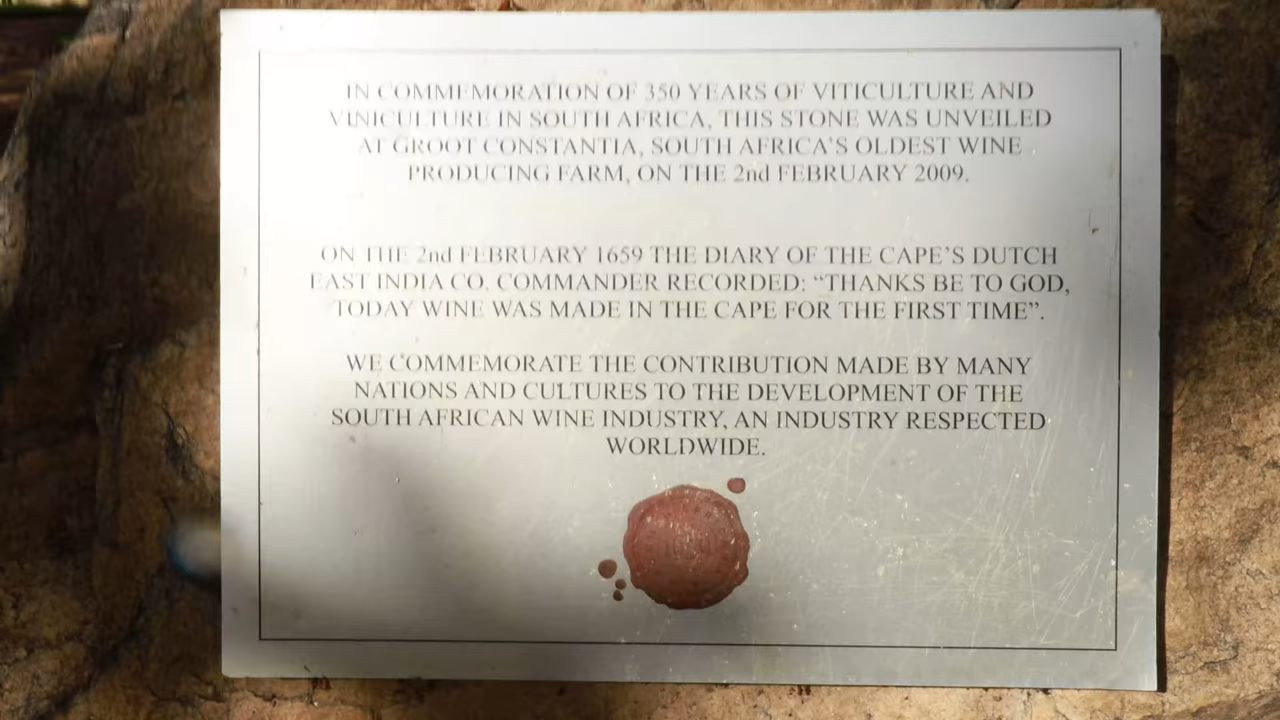 IN COMMEMORATION OF 350 YEARS OF VITICULTURE AND
VINICULTURE IN SOUTH AFRICA, THIS STONE WAS UNVEILED
AT GROOT CONSTANTIA, SOUTH AFRICA'S OLDEST WINE
PRODUCING FARM, ON THE 2nd FEBRUARY 2009.
ON THE 2nd FEBRUARY 1659 THE DIARY OF THE CAPE'S DUTCH
EAST INDIA CO. COMMANDER RECORDED: “THANKS BE TO GOD,
TODAY WINE WAS MADE IN THE CAPE FOR THE FIRST TIME”.
WE COMMEMORATE THE CONTRIBUTION MADE BY MANY
NATIONS AND CULTURES TO THE DEVELOPMENT OF THE
SOUTH AFRICAN WINE INDUSTRY, AN INDUSTRY RESPECTED
WORLDWIDE.